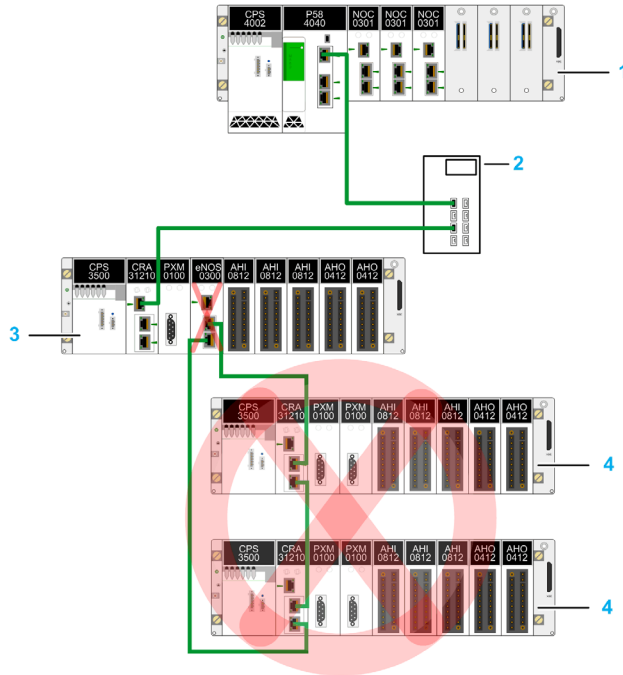 CPS 4002
P58 4040
NOC 0301
NOC 0301
NOC 0301
1
2
CPS 3500
CRA 31210
PXM 0100
eNOS 0300
AHI 0812
AHI 0812
AHI 0812
AHO 0412
AHO 0412
3
CPS 3500
CRA 31210
PXM 0100
PXM 0100
AHI 0812
AHI 0812
AHI 0812
AHO 0412
AHO 0412
4
CPS 3500
CRA 31210
PXM 0100
PXM 0100
AHI 0812
AHI 0812
AHI 0812
AHO 0412
AHO 0412
4